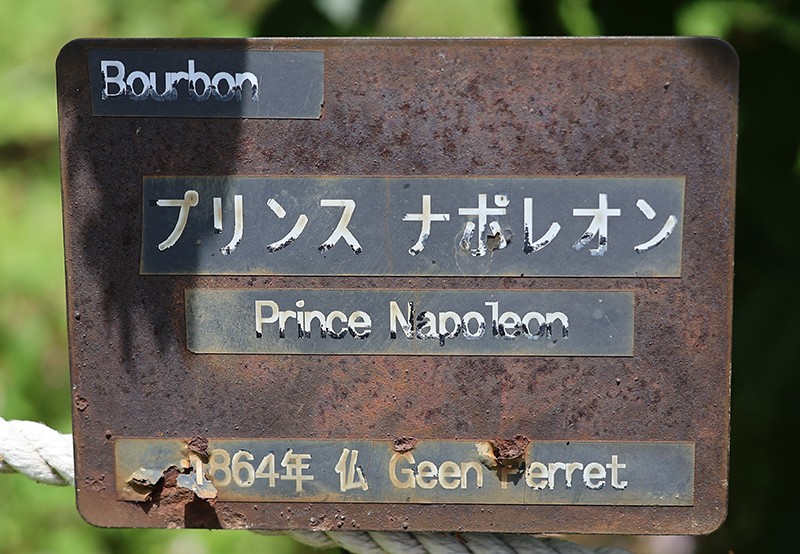 Bourbon
プリンス ナポレオン
Prince Napoleon
1864年 仏 Geen Perret